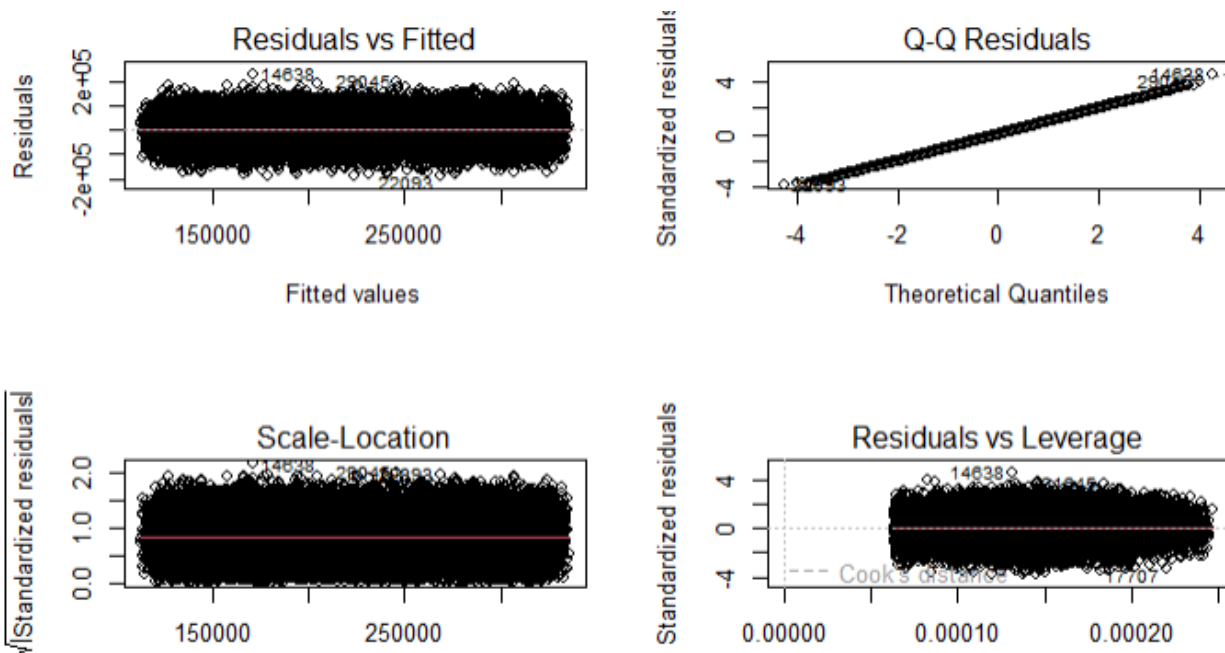 Residuals vs Fitted
Residuals
2e+05
-2e+05
14638
29045
22093
150000
250000
Fitted values
Q-Q Residuals
Standardized residuals
4
0
-4
14638
-4
-2
0
2
4
Theoretical Quantiles
Scale-Location
√|Standardized residuals|
2.0
1.0
0.0
14638
150000
250000
Residuals vs Leverage
Standardized residuals
4
0
-4
14638
Cook's distance
17707
0.00000
0.00010
0.00020